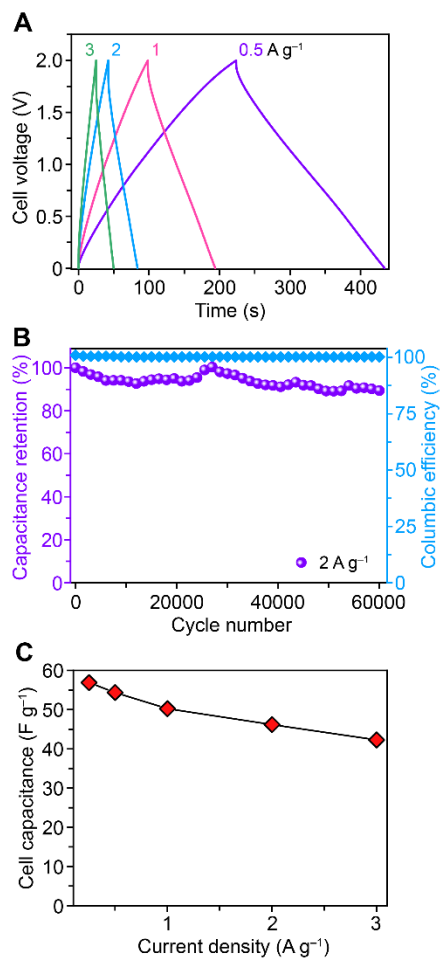 A
3 2 1 0.5 A g⁻¹
2.0
1.5
1.0
0.5
0
Cell voltage (V)
0 100 200 300 400
Time (s)
B
100
80
60
40
20
0
Capacitance retention (%)
100
75
50
25
0
Columbic efficiency (%)
2 A g⁻¹
0 20000 40000 60000
Cycle number
C
60
50
40
30
20
10
0
Cell capacitance (F g⁻¹)
1 2 3
Current density (A g⁻¹)